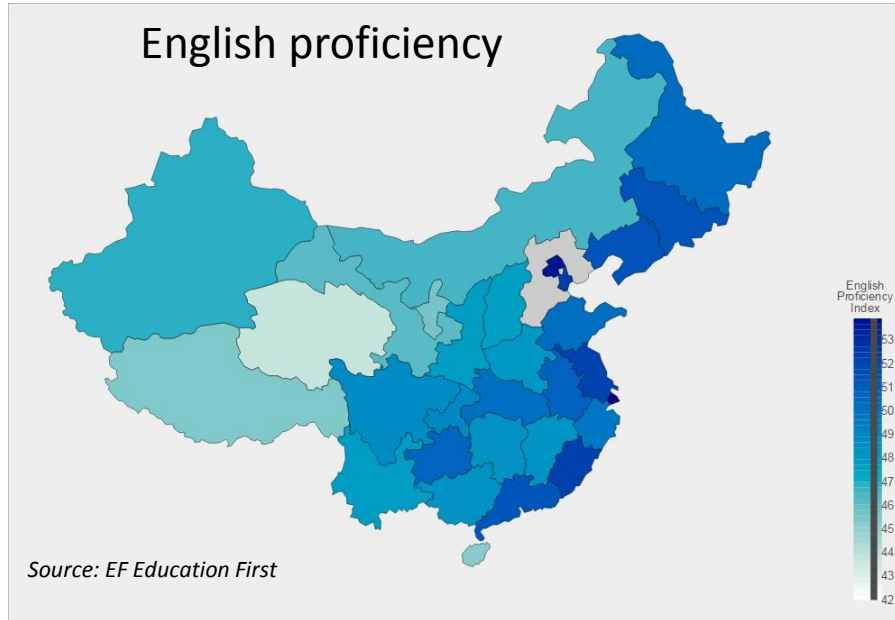 English proficiency
English
Proficiency
Index
53
52
51
50
49
48
47
46
45
44
43
42
Source: EF Education First